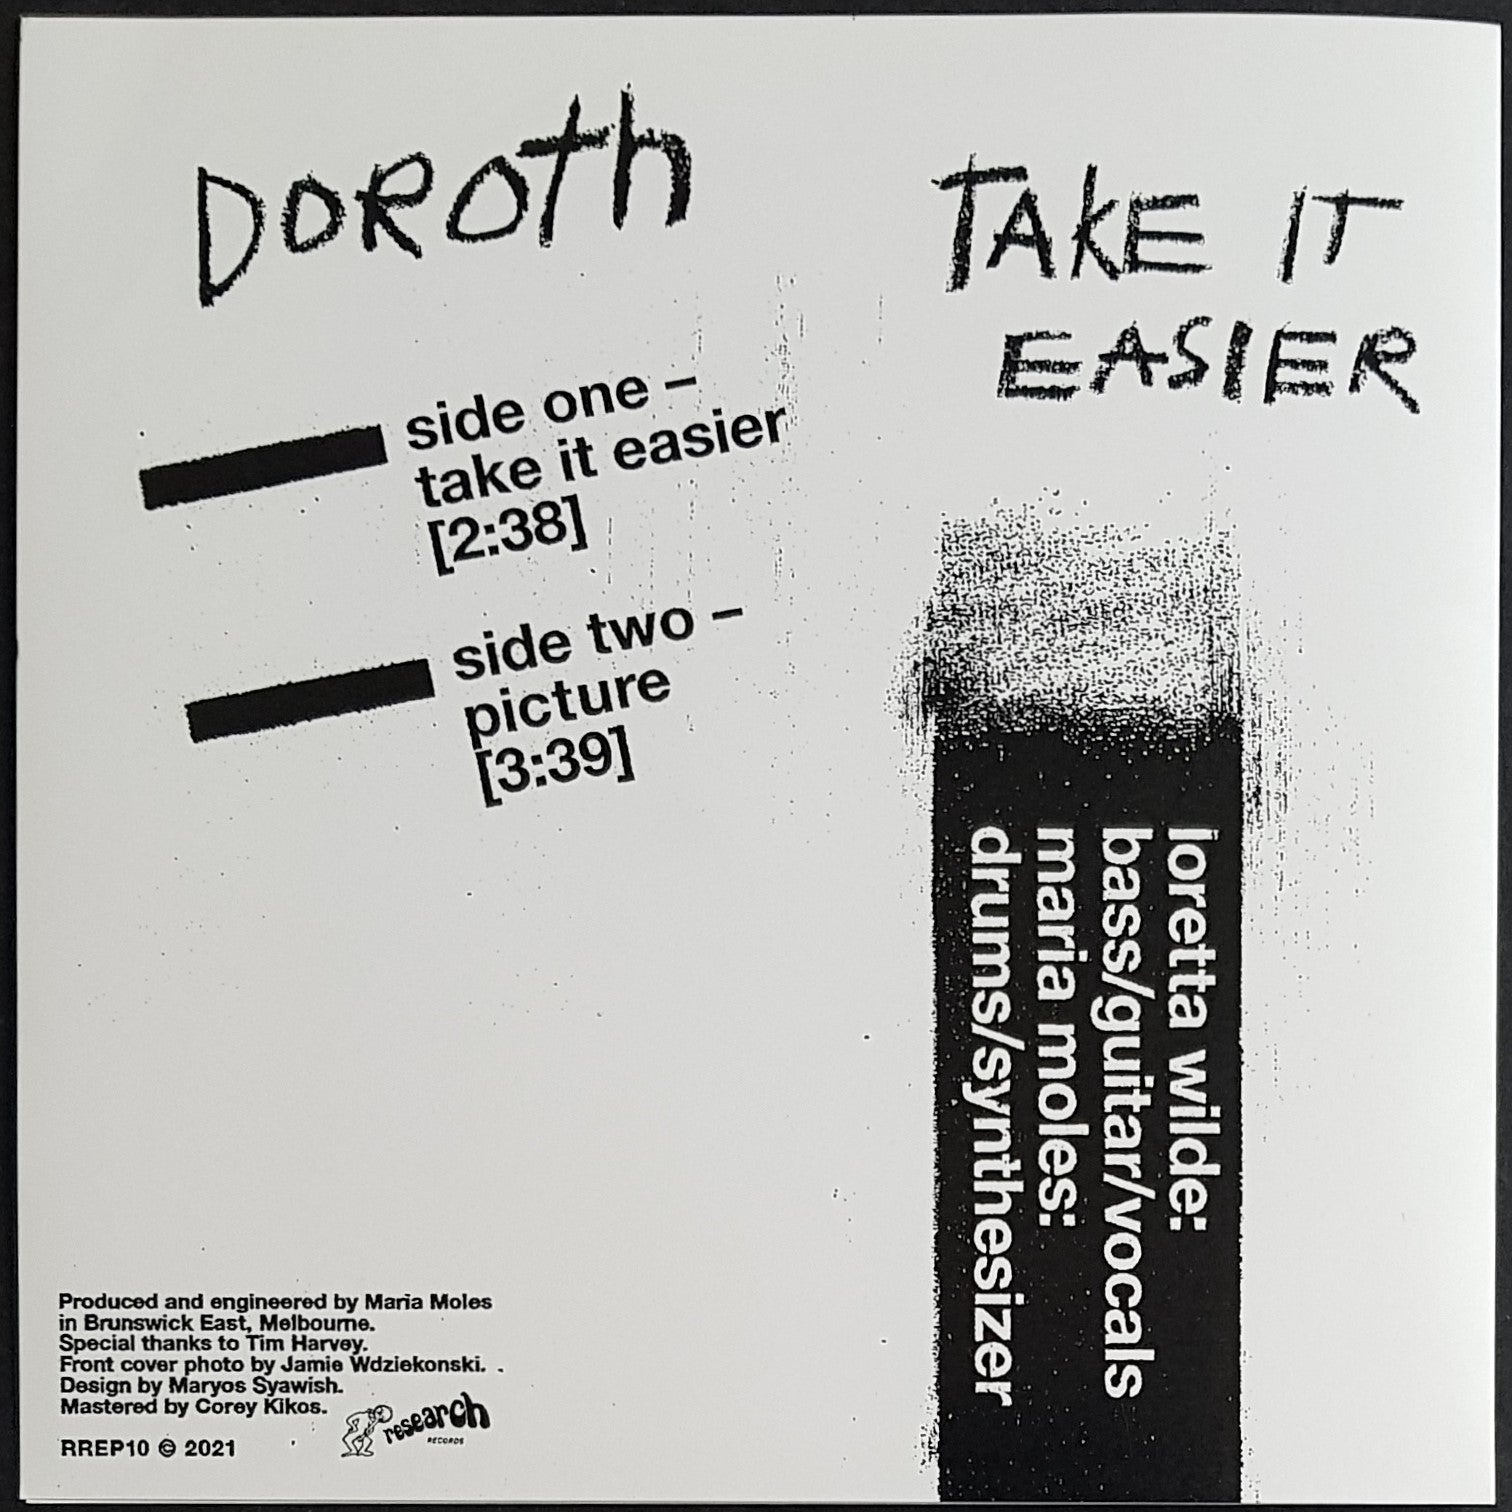 DOROth
TAkE IT
EASIER
side one –
take it easier
[2:38]
side two –
picture
[3:39]
loretta wilde:
bass/guitar/vocals
maria moles:
drums/synthesizer
Produced and engineered by Maria Moles
in Brunswick East, Melbourne.
Special thanks to Tim Harvey.
Front cover photo by Jamie Wdziekonski.
Design by Maryos Syawish.
Mastered by Corey Kikos.
research
RECORDS
RREP10 © 2021